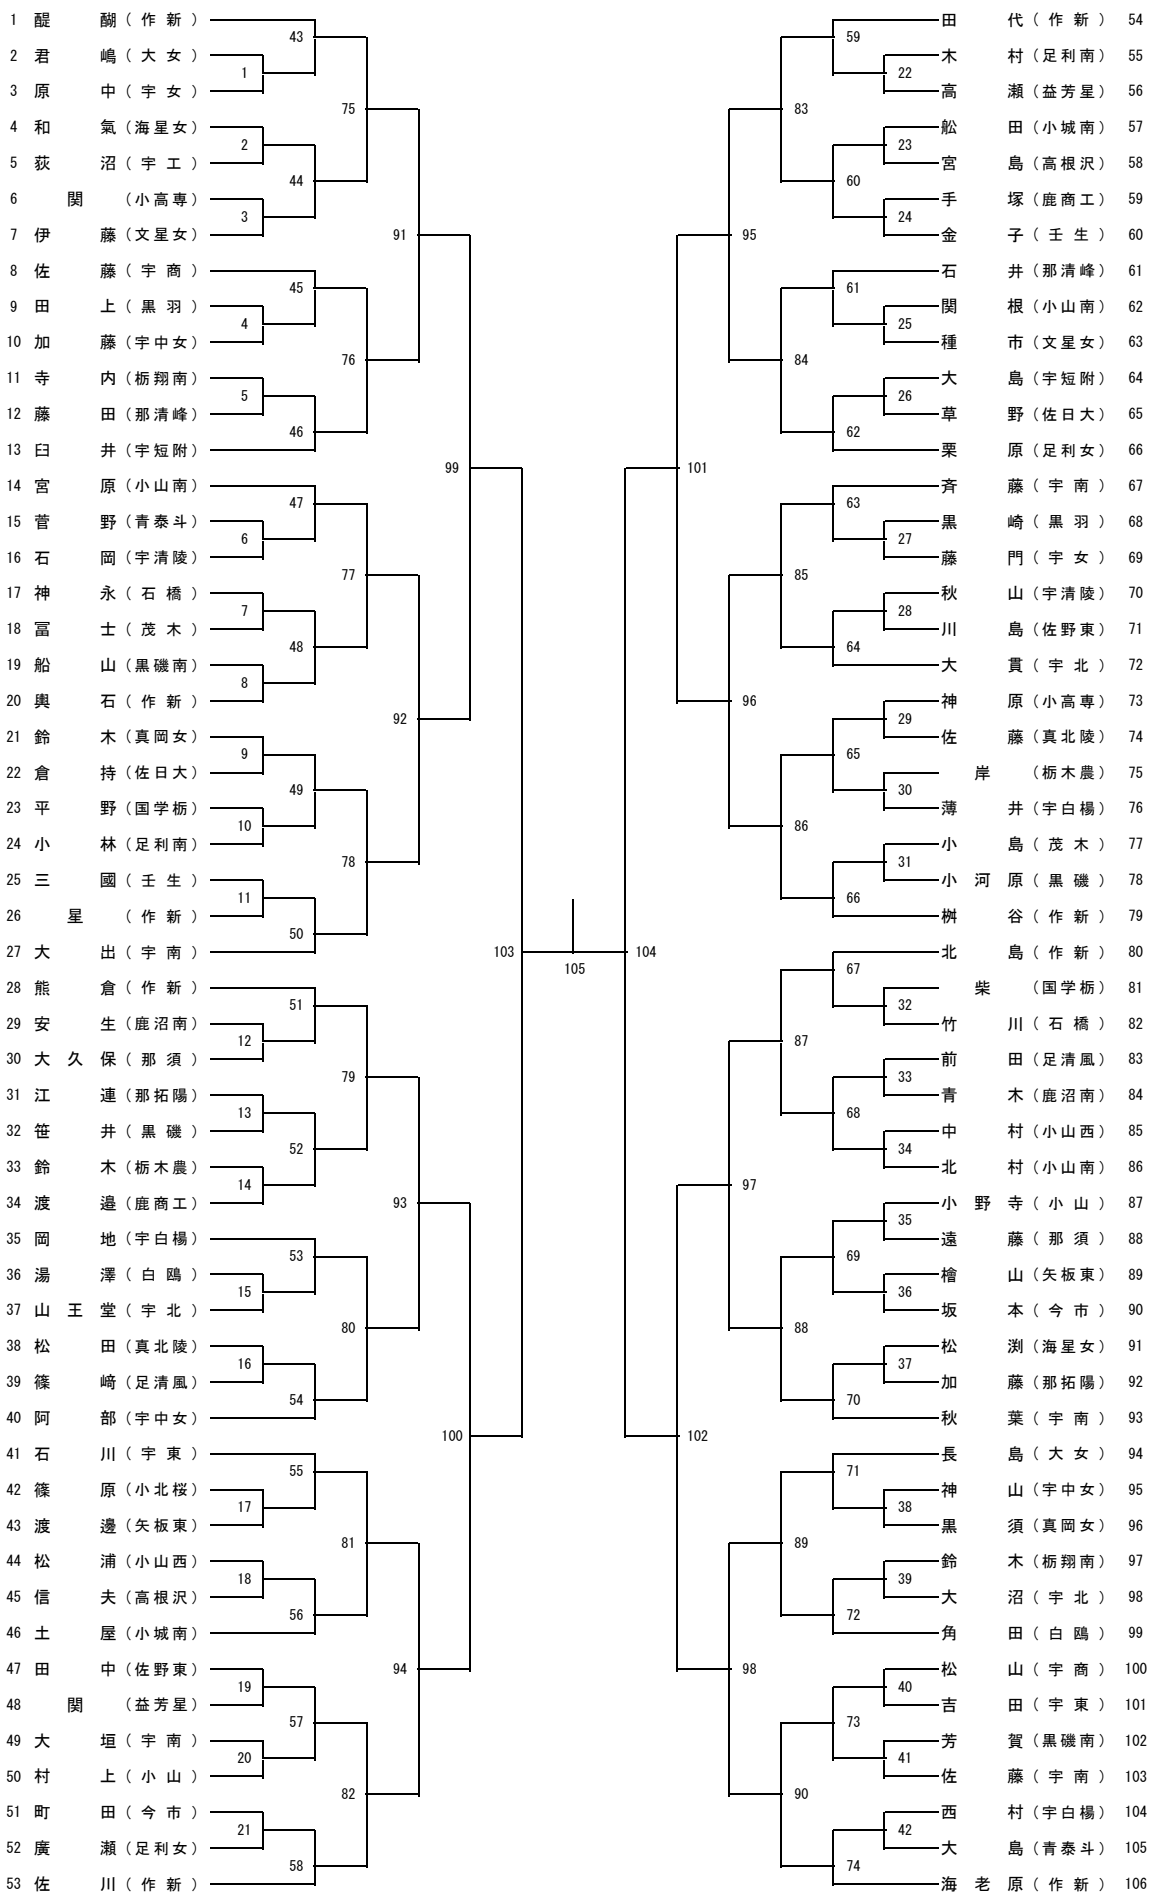 1 醍醐（作新）
2 君嶋（大女）
3 原中（宇女）
4 和氣（海星女）
5 荻沼（宇工）
6 関（小高専）
7 伊藤（文星女）
8 佐藤（宇商）
9 田上（黒羽）
10 加藤（宇中女）
11 寺内（栃翔南）
12 藤田（那清峰）
13 臼井（宇短附）
14 宮原（小山南）
15 菅野（青泰斗）
16 石岡（宇清陵）
17 神永（石橋）
18 冨士（茂木）
19 船山（黒磯南）
20 輿石（作新）
21 鈴木（真岡女）
22 倉持（佐日大）
23 平野（国学栃）
24 小林（足利南）
25 三國（壬生）
26 星（作新）
27 大出（宇南）
28 熊倉（作新）
29 安生（鹿沼南）
30 大久保（那須）
31 江連（那拓陽）
32 笹井（黒磯）
33 鈴木（栃木農）
34 渡邉（鹿商工）
35 岡地（宇白楊）
36 湯澤（白鴎）
37 山王堂（宇北）
38 松田（真北陵）
39 篠﨑（足清風）
40 阿部（宇中女）
41 石川（宇東）
42 篠原（小北桜）
43 渡邊（矢板東）
44 松浦（小山西）
45 信夫（高根沢）
46 土屋（小城南）
47 田中（佐野東）
48 関（益芳星）
49 大垣（宇南）
50 村上（小山）
51 町田（今市）
52 廣瀬（足利女）
53 佐川（作新）
1
2
3
4
5
6
7
8
9
10
11
12
13
14
15
16
17
18
19
20
21
43
44
45
46
47
48
49
50
51
52
53
54
55
56
57
58
75
76
77
78
79
80
81
82
91
92
93
94
99
100
103
105
104
101
102
95
96
97
98
83
84
85
86
87
88
89
90
59
60
61
62
63
64
65
66
67
68
69
70
71
72
73
74
22
23
24
25
26
27
28
29
30
31
32
33
34
35
36
37
38
39
40
41
42
田代（作新） 54
木村（足利南） 55
高瀬（益芳星） 56
舩田（小城南） 57
宮島（高根沢） 58
手塚（鹿商工） 59
金子（壬生） 60
石井（那清峰） 61
関根（小山南） 62
種市（文星女） 63
大島（宇短附） 64
草野（佐日大） 65
栗原（足利女） 66
斉藤（宇南） 67
黒崎（黒羽） 68
藤門（宇女） 69
秋山（宇清陵） 70
川島（佐野東） 71
大貫（宇北） 72
神原（小高専） 73
佐藤（真北陵） 74
岸（栃木農） 75
薄井（宇白楊） 76
小島（茂木） 77
小河原（黒磯） 78
桝谷（作新） 79
北島（作新） 80
柴（国学栃） 81
竹川（石橋） 82
前田（足清風） 83
青木（鹿沼南） 84
中村（小山西） 85
北村（小山南） 86
小野寺（小山） 87
遠藤（那須） 88
檜山（矢板東） 89
坂本（今市） 90
松渕（海星女） 91
加藤（那拓陽） 92
秋葉（宇南） 93
長島（大女） 94
神山（宇中女） 95
黒須（真岡女） 96
鈴木（栃翔南） 97
大沼（宇北） 98
角田（白鴎） 99
松山（宇商） 100
吉田（宇東） 101
芳賀（黒磯南） 102
佐藤（宇南） 103
西村（宇白楊） 104
大島（青泰斗） 105
海老原（作新） 106